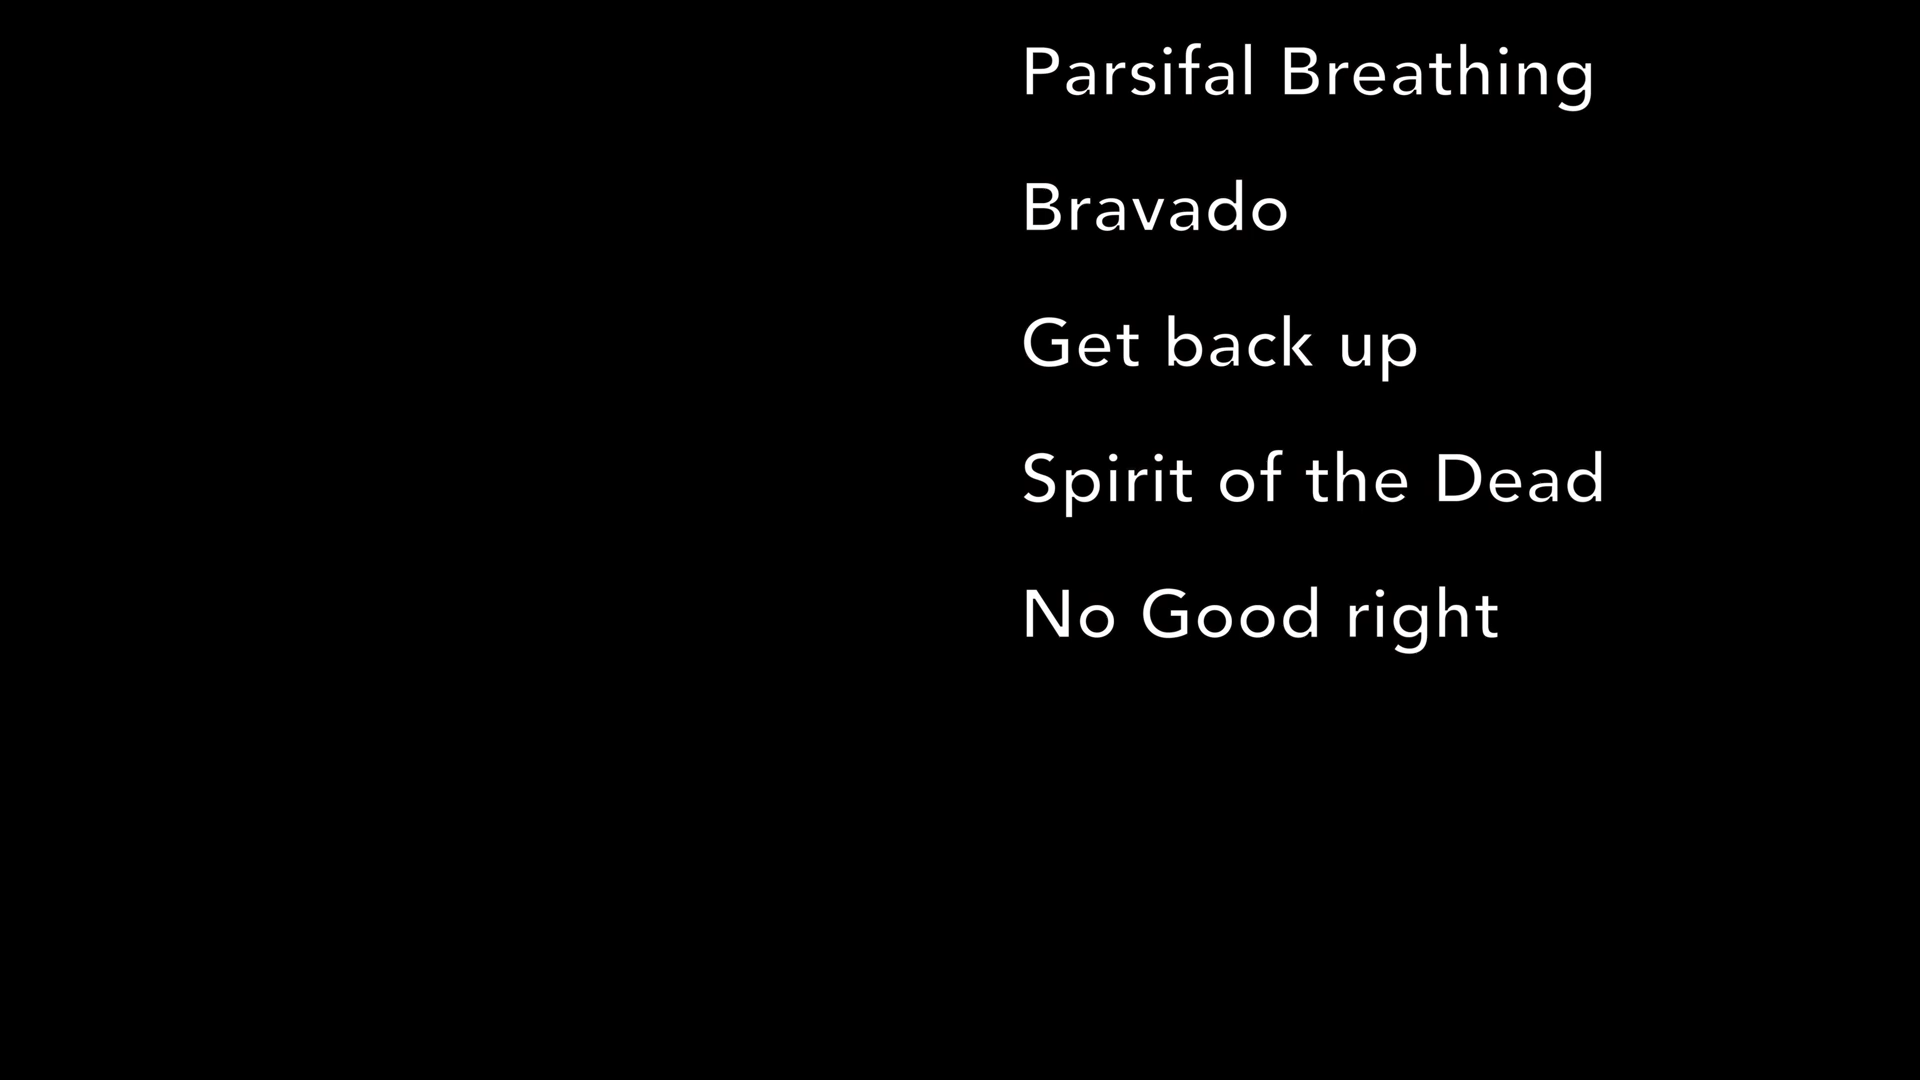 Parsifal Breathing
Bravado
Get back up
Spirit of the Dead
No Good right